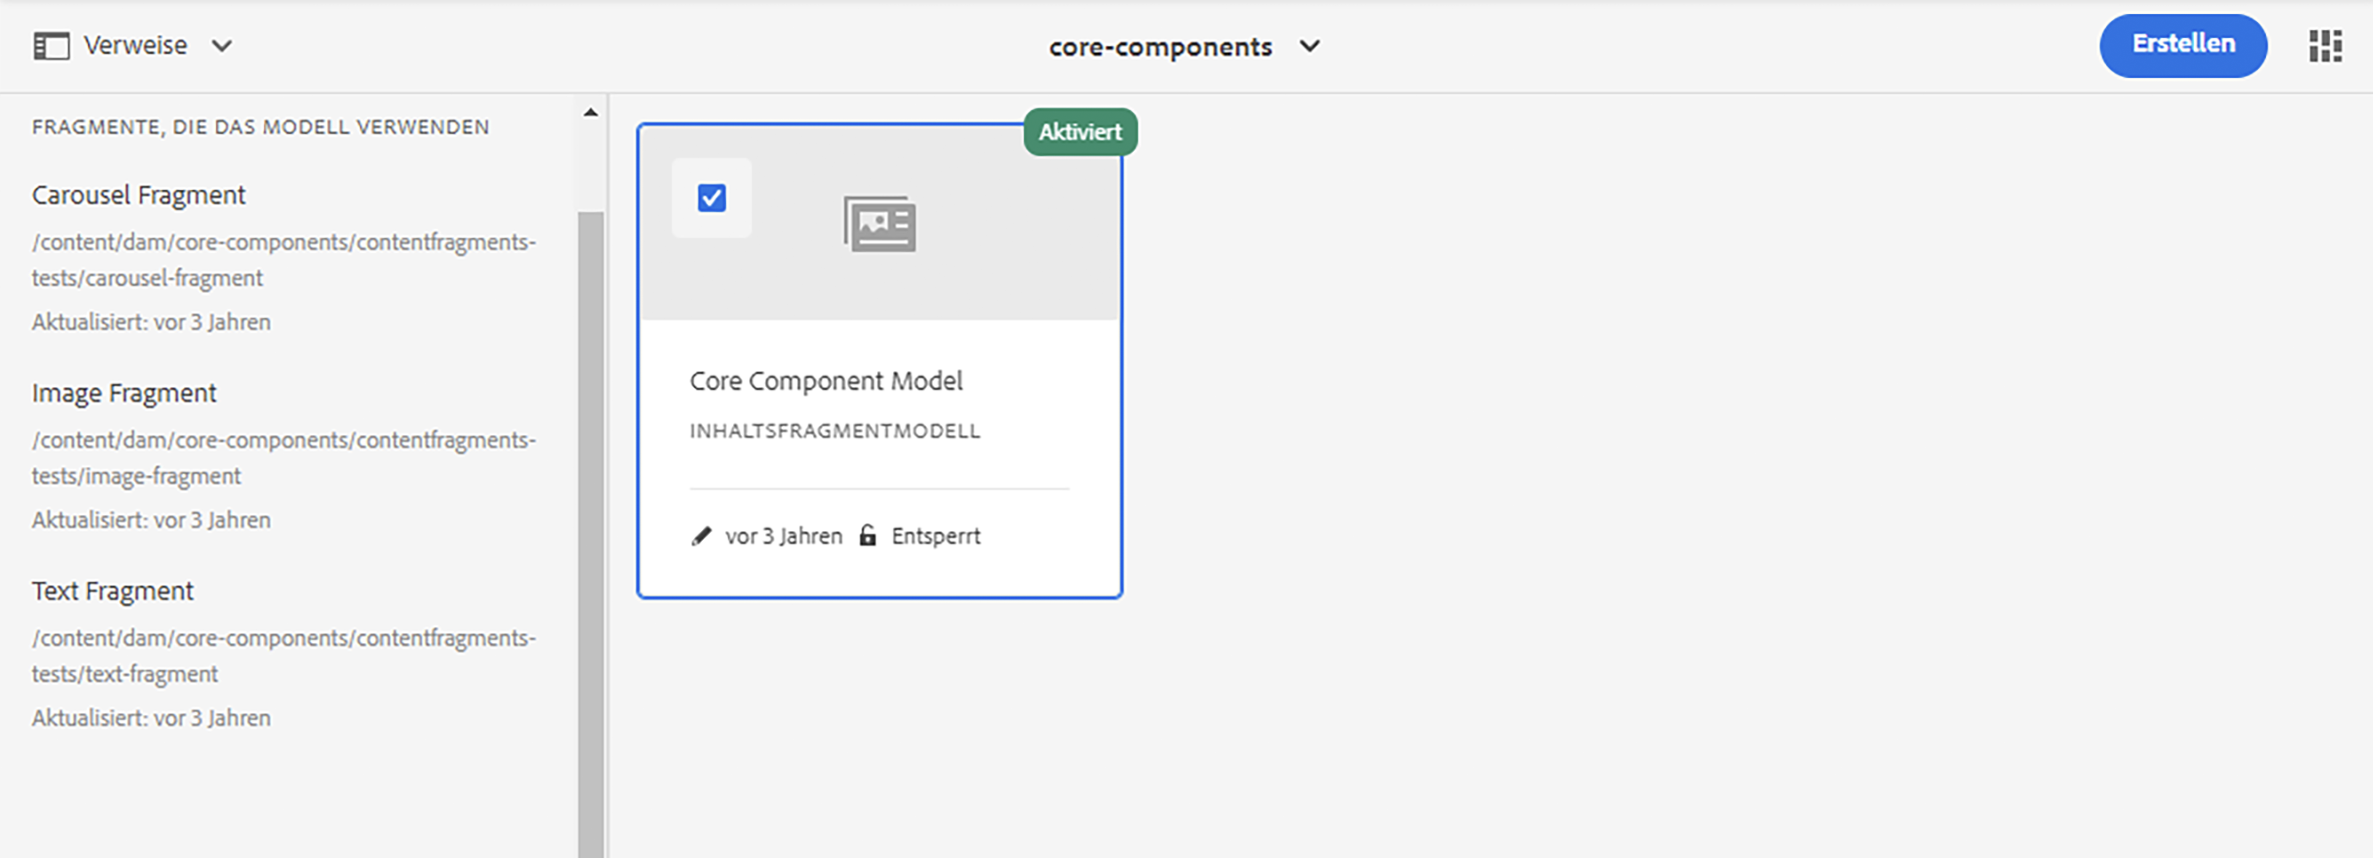 Verweise
core-components
Erstellen
FRAGMENTE, DIE DAS MODELL VERWENDEN
Carousel Fragment
/content/dam/core-components/contentfragments-
tests/carousel-fragment
Aktualisiert: vor 3 Jahren
Image Fragment
/content/dam/core-components/contentfragments-
tests/image-fragment
Aktualisiert: vor 3 Jahren
Text Fragment
/content/dam/core-components/contentfragments-
tests/text-fragment
Aktualisiert: vor 3 Jahren
Aktiviert
Core Component Model
INHALTSFRAGMENTMODELL
vor 3 Jahren Entsperrt